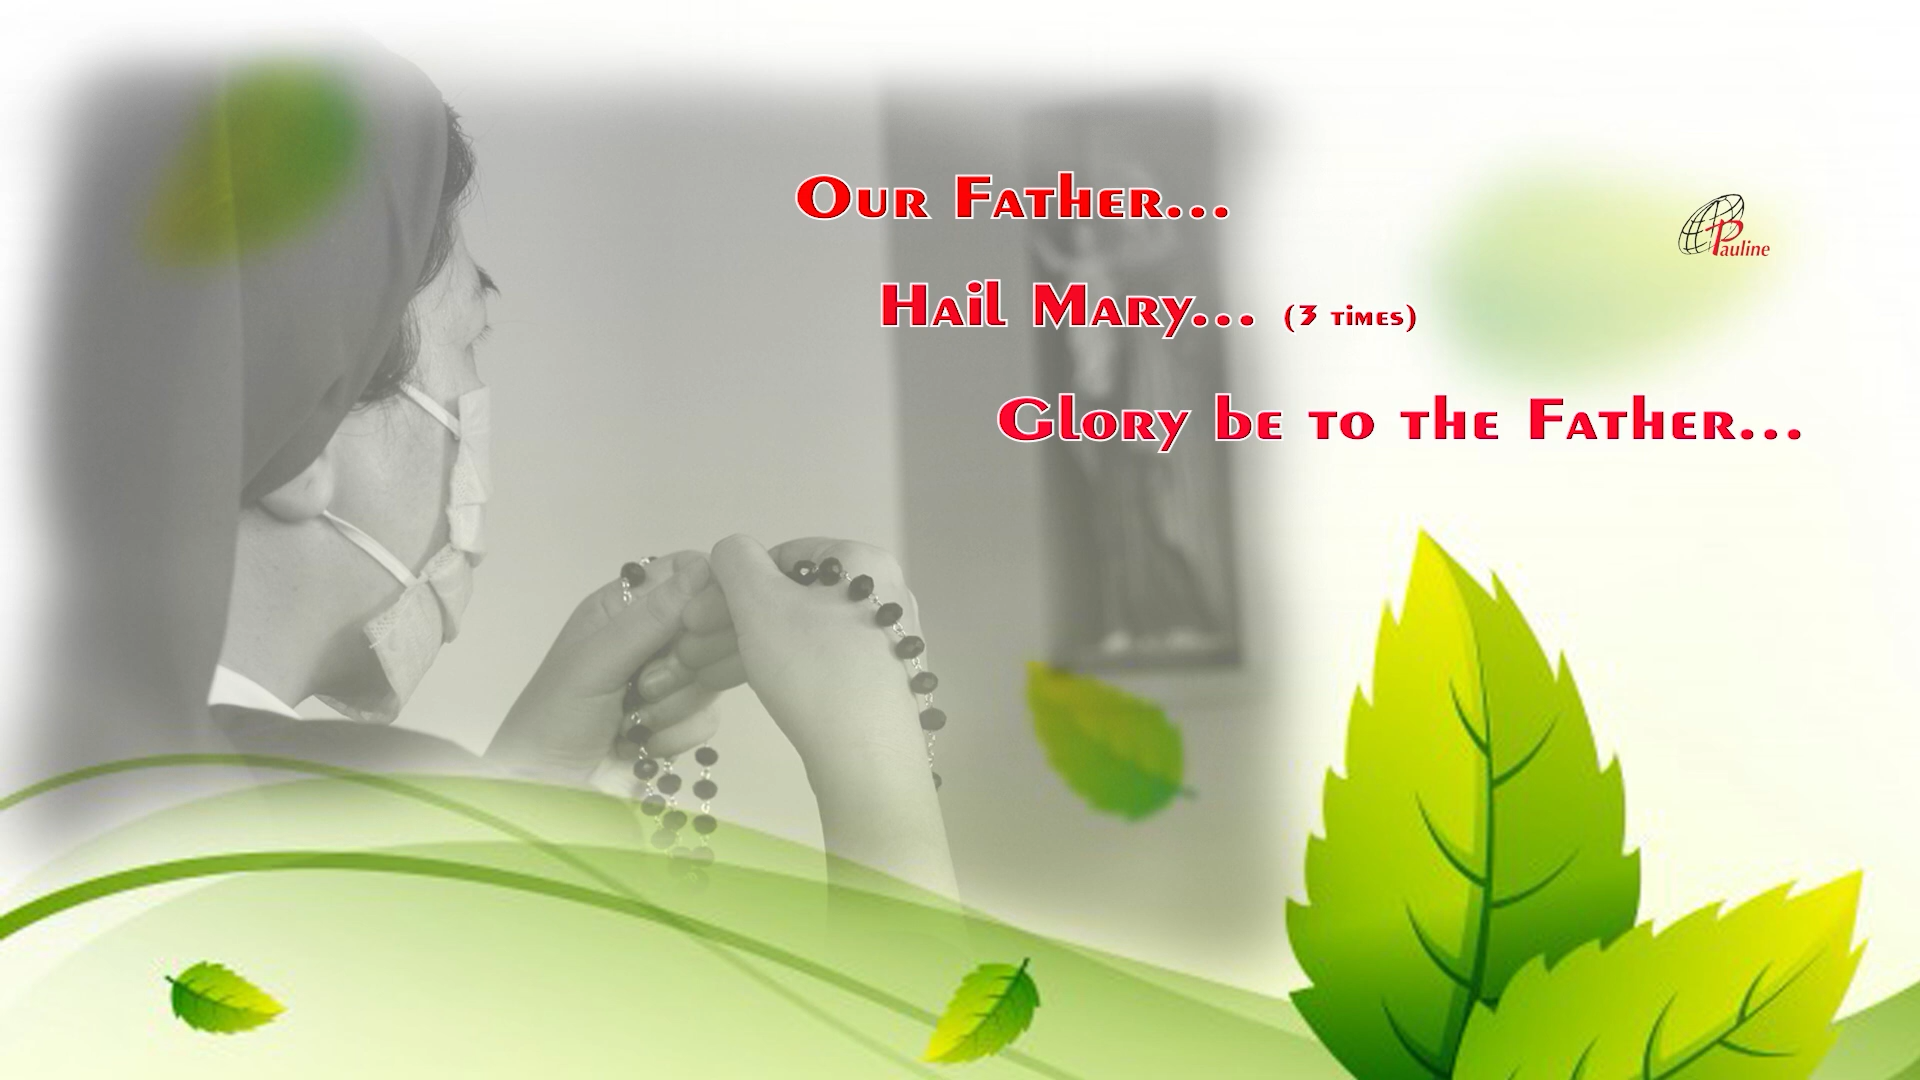 Our Father...
Pauline
Hail Mary... (3 times)
Glory be to the Father...